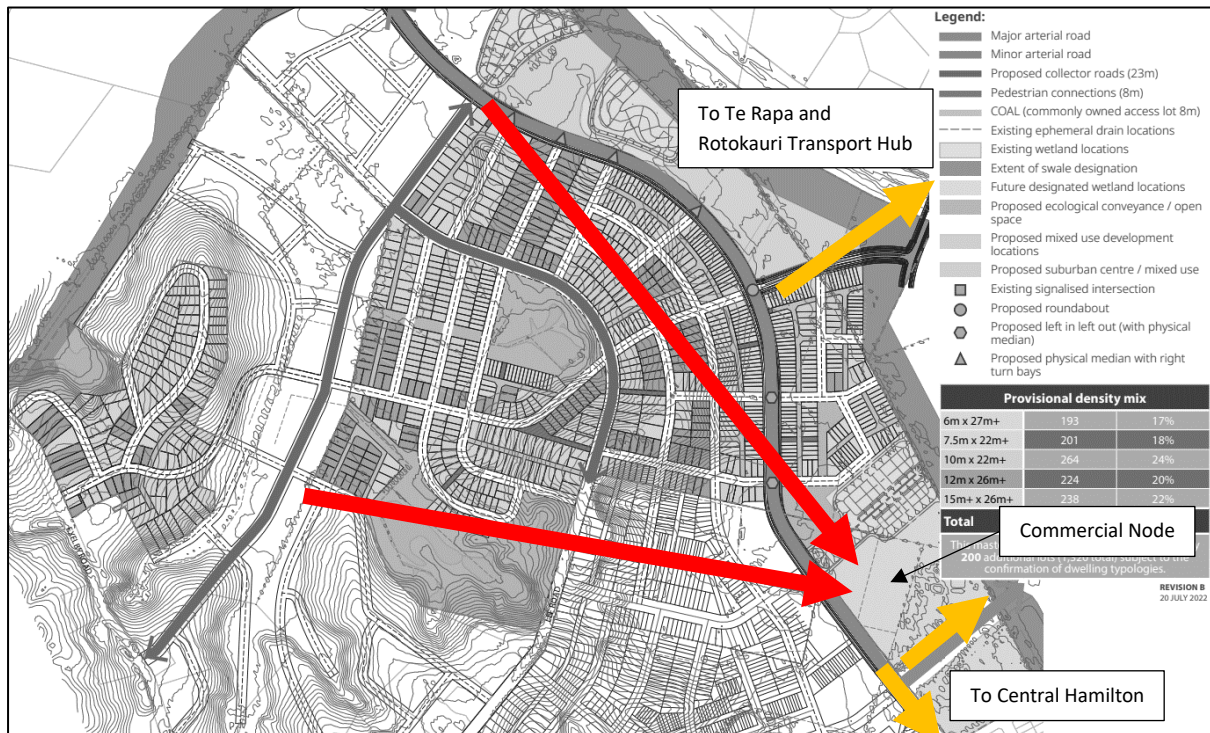 Legend:
Major arterial road
Minor arterial road
Proposed collector roads (23m)
Pedestrian connections (8m)
COAL (commonly owned access lot 8m)
Existing ephemeral drain locations
Existing wetland locations
Extent of swale designation
Future designated wetland locations
Proposed ecological conveyance / open
space
Proposed mixed use development
locations
Proposed suburban centre / mixed use
Existing signalised intersection
Proposed roundabout
Proposed left in left out (with physical
median)
Proposed physical median with right
turn bays
To Te Rapa and
Rotokauri Transport Hub
Provisional density mix
6m x 27m+ 193 17%
7.5m x 22m+ 201 18%
10m x 22m+ 264 24%
12m x 26m+ 224 20%
15m+ x 26m+ 238 22%
Total
Commercial Node
200
confirmation of dwelling typologies.
REVISION B
20 JULY 2022
To Central Hamilton